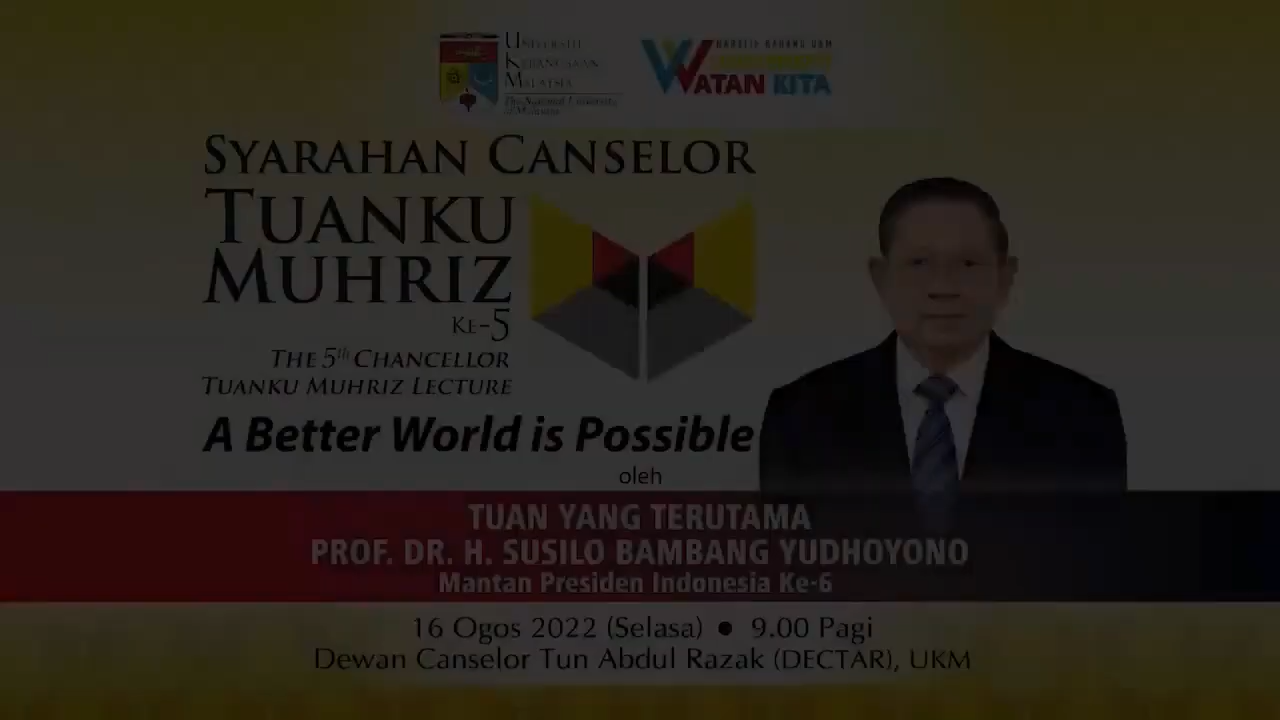 UNIVERSITI
KEBANGSAAN
MALAYSIA
The National University
of Malaysia
WATAN KITA
SYARAHAN CANSELOR
TUANKU
MUHRIZ
KE-5
THE 5th CHANCELLOR
TUANKU MUHRIZ LECTURE
A Better World is Possible
oleh
TUAN YANG TERUTAMA
PROF. DR. H. SUSILO BAMBANG YUDHOYONO
Mantan Presiden Indonesia Ke-6
16 Ogos 2022 (Selasa) ● 9.00 Pagi
Dewan Canselor Tun Abdul Razak (DECTAR), UKM